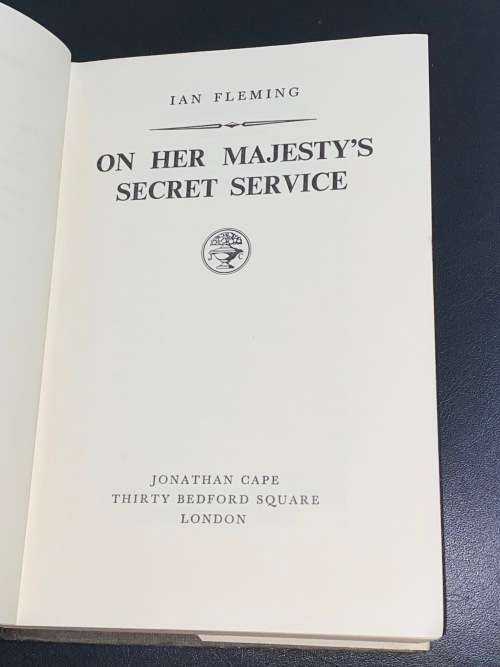 IAN FLEMING
ON HER MAJESTY'S
SECRET SERVICE
JONATHAN CAPE
THIRTY BEDFORD SQUARE
LONDON